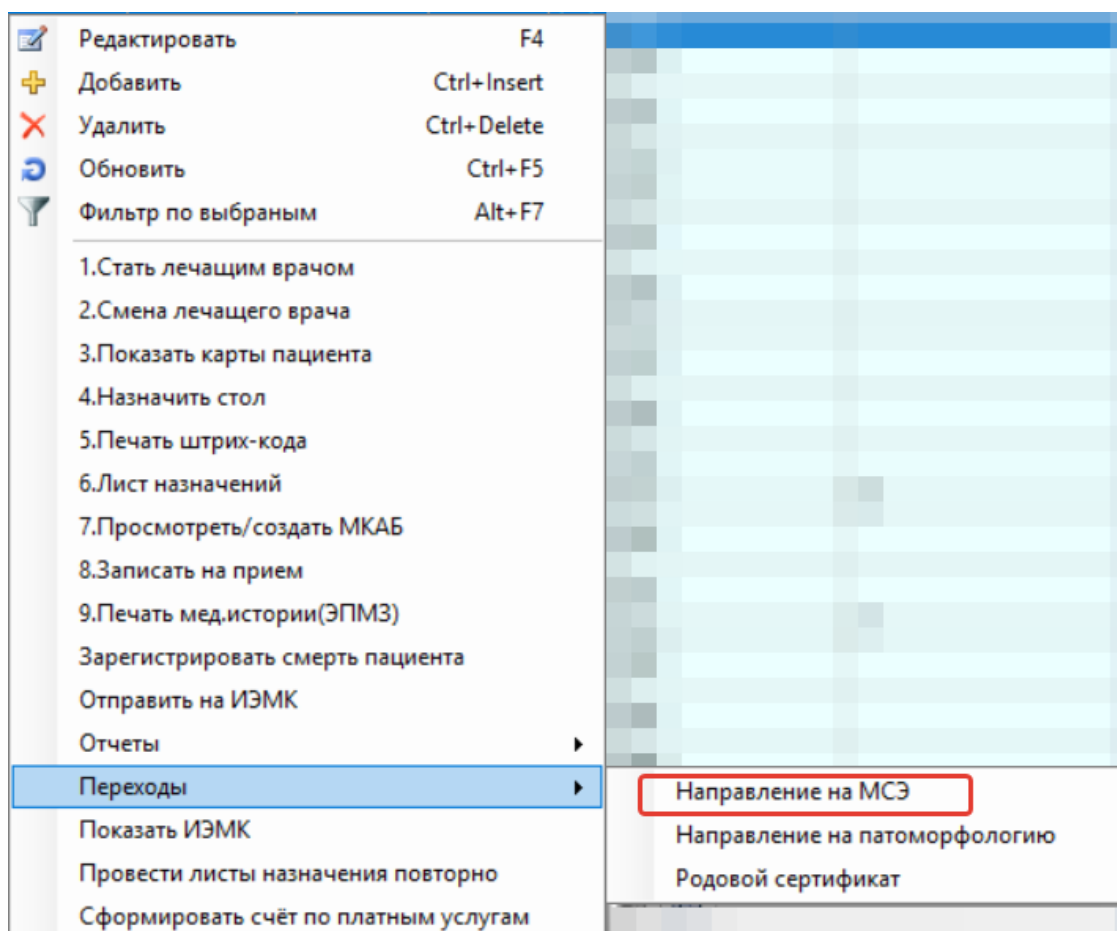 Редактировать F4
Добавить Ctrl+Insert
Удалить Ctrl+Delete
Обновить Ctrl+F5
Фильтр по выбраным Alt+F7
1.Стать лечащим врачом
2.Смена лечащего врача
3.Показать карты пациента
4.Назначить стол
5.Печать штрих-кода
6.Лист назначений
7.Просмотреть/создать МКАБ
8.Записать на прием
9.Печать мед.истории(ЭПМЗ)
Зарегистрировать смерть пациента
Отправить на ИЭМК
Отчеты
Переходы
Направление на МСЭ
Показать ИЭМК
Направление на патоморфологию
Провести листы назначения повторно
Родовой сертификат
Сформировать счёт по платным услугам